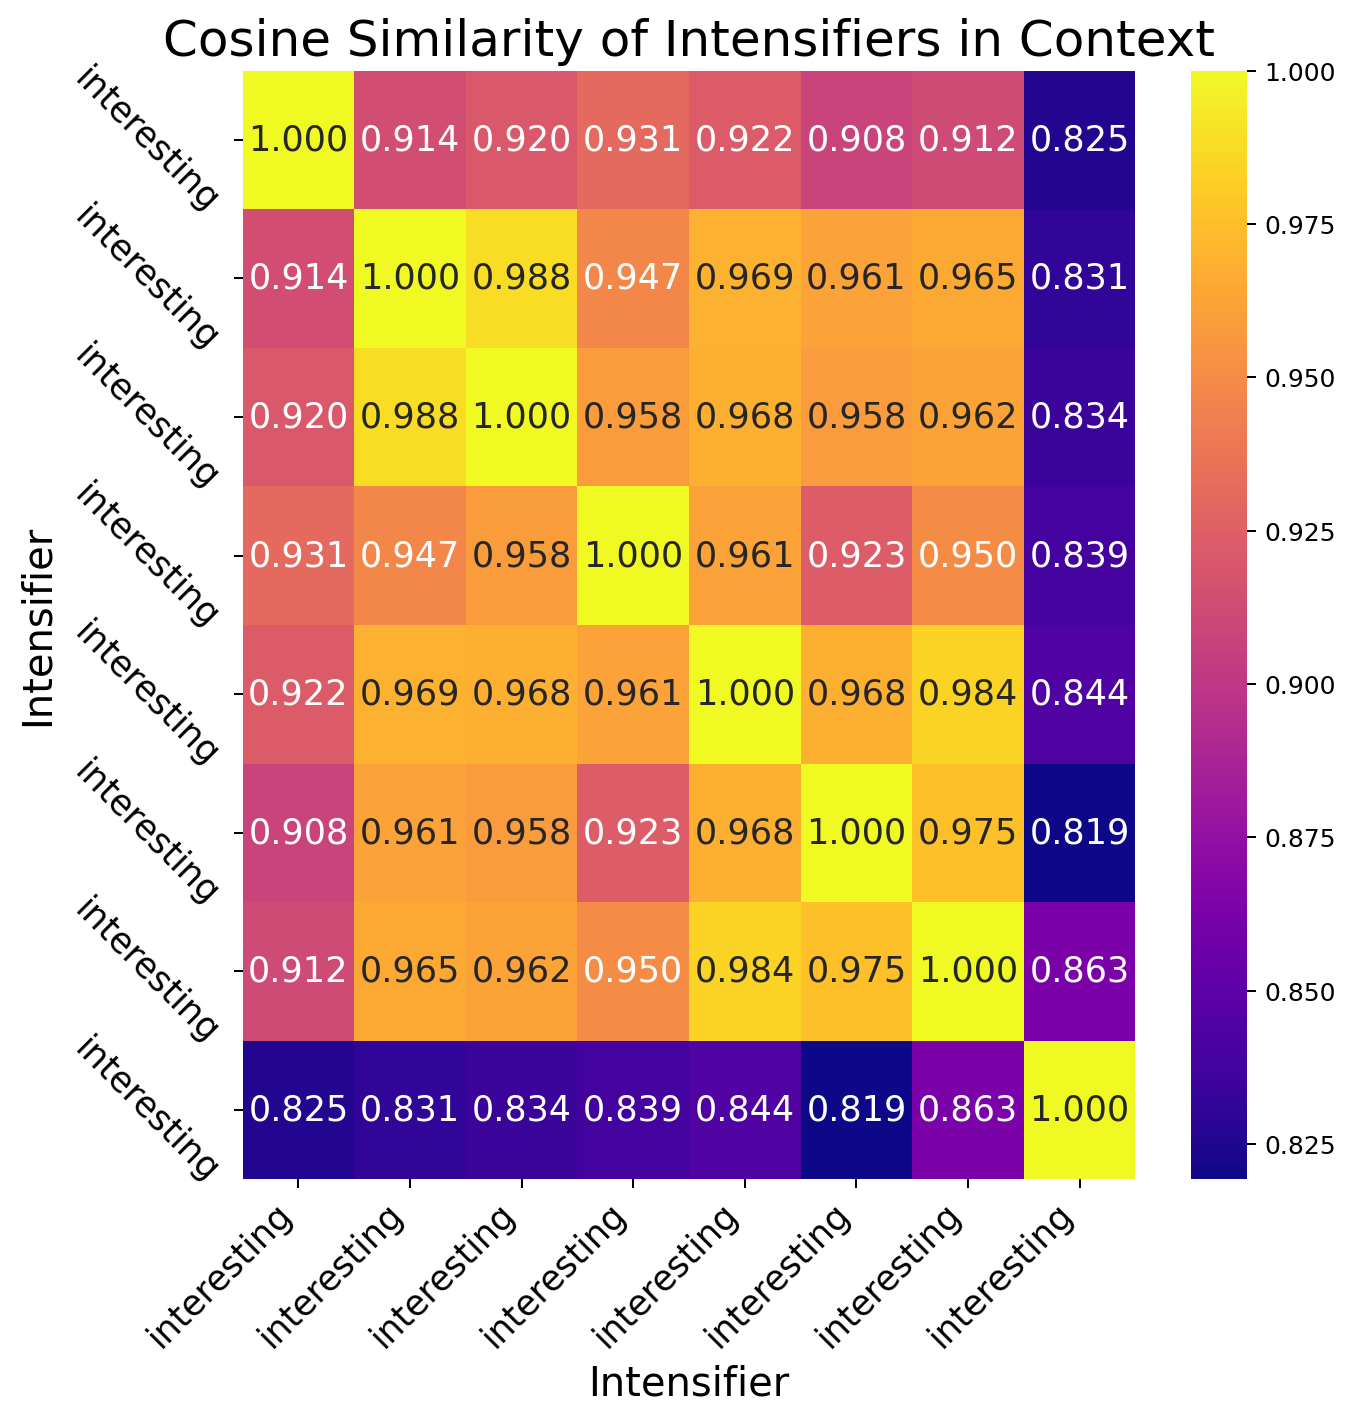 Cosine Similarity of Intensifiers in Context
interesting 1.000 0.914 0.920 0.931 0.922 0.908 0.912 0.825
interesting 0.914 1.000 0.988 0.947 0.969 0.961 0.965 0.831
interesting 0.920 0.988 1.000 0.958 0.968 0.958 0.962 0.834
interesting 0.931 0.947 0.958 1.000 0.961 0.923 0.950 0.839
interesting 0.922 0.969 0.968 0.961 1.000 0.968 0.984 0.844
interesting 0.908 0.961 0.958 0.923 0.968 1.000 0.975 0.819
interesting 0.912 0.965 0.962 0.950 0.984 0.975 1.000 0.863
interesting 0.825 0.831 0.834 0.839 0.844 0.819 0.863 1.000
interesting interesting interesting interesting interesting interesting interesting interesting
Intensifier
Intensifier
1.000
0.975
0.950
0.925
0.900
0.875
0.850
0.825